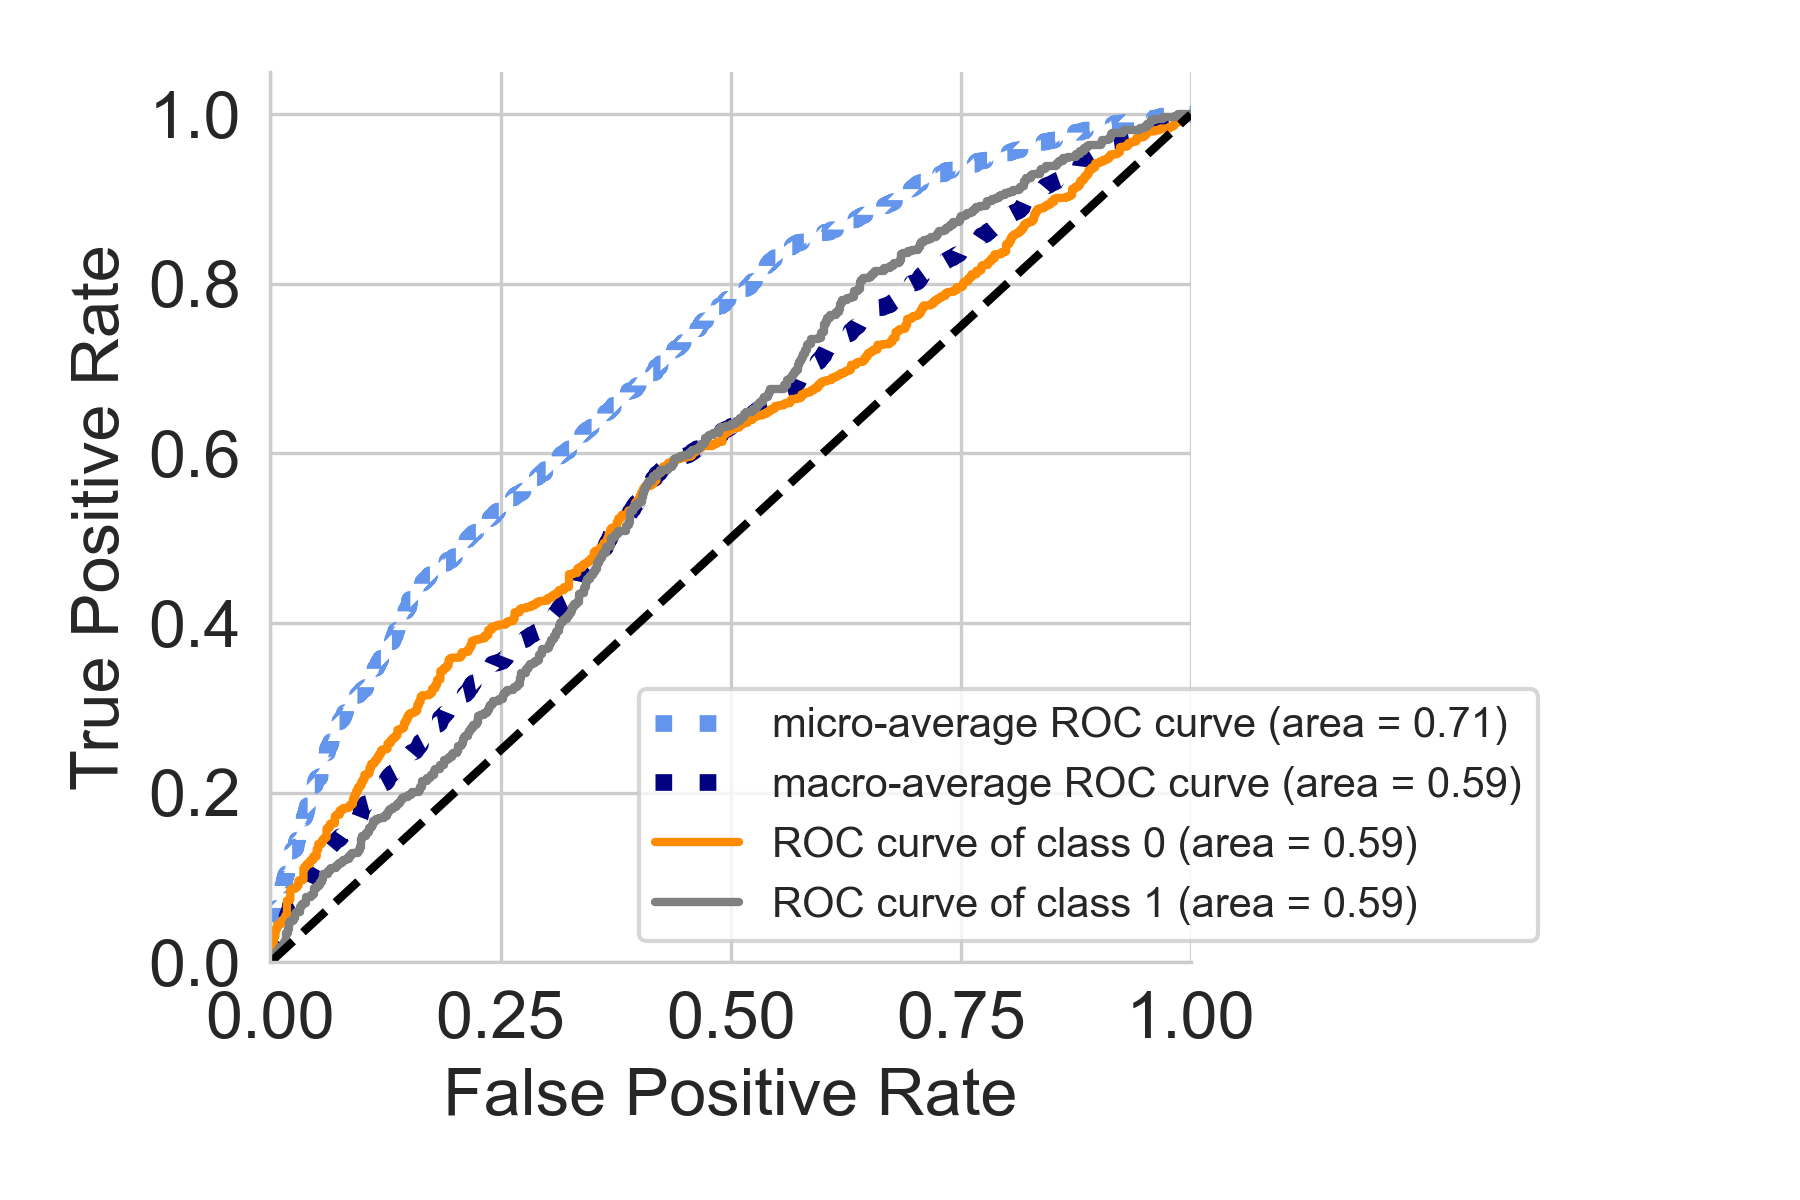 True Positive Rate
1.0
0.8
0.6
0.4
0.2
0.0
0.00 0.25 0.50 0.75 1.00
False Positive Rate
micro-average ROC curve (area = 0.71)
macro-average ROC curve (area = 0.59)
ROC curve of class 0 (area = 0.59)
ROC curve of class 1 (area = 0.59)